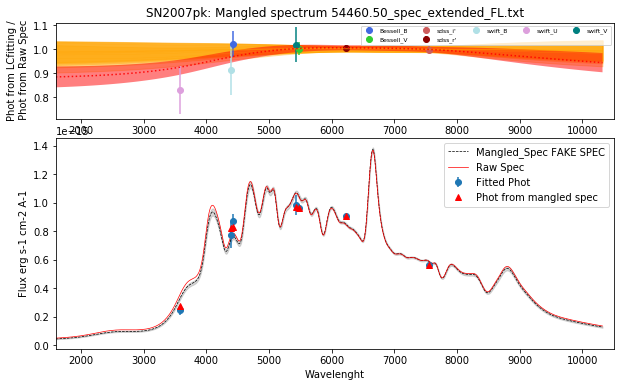 SN2007pk: Mangled spectrum 54460.50_spec_extended_FL.txt
Phot from LCfitting /
Phot from Raw Spec
1.1
1.0
0.9
0.8
Bessell_B
Bessell_V
sdss_i'
sdss_r'
swift_B
swift_U
swift_V
2000 3000 4000 5000 6000 7000 8000 9000 10000
1e−15
Flux erg s-1 cm-2 A-1
1.4
1.2
1.0
0.8
0.6
0.4
0.2
0.0
Mangled_Spec FAKE SPEC
Raw Spec
Fitted Phot
Phot from mangled spec
2000 3000 4000 5000 6000 7000 8000 9000 10000
Wavelenght